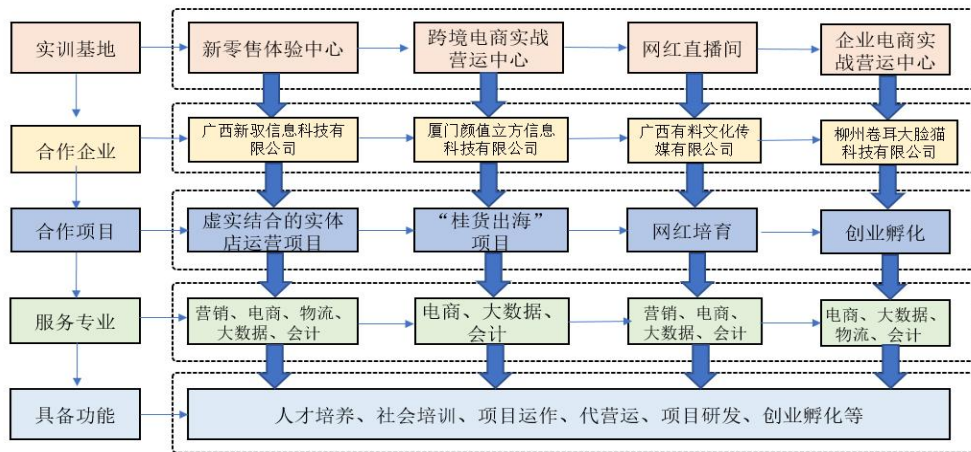 实训基地
新零售体验中心
跨境电商实战
营运中心
网红直播间
企业电商实
战营运中心
合作企业
广西新驭信息科技有
限公司
厦门颜值立方信息
科技有限公司
广西有料文化传
媒有限公司
柳州卷耳大脸猫
科技有限公司
合作项目
虚实结合的实体
店运营项目
“桂货出海”
项目
网红培育
创业孵化
服务专业
营销、电商、物流、
大数据、会计
电商、大数据、
会计
营销、电商、
大数据、会计
电商、大数据、
物流、会计
具备功能
人才培养、社会培训、项目运作、代营运、项目研发、创业孵化等